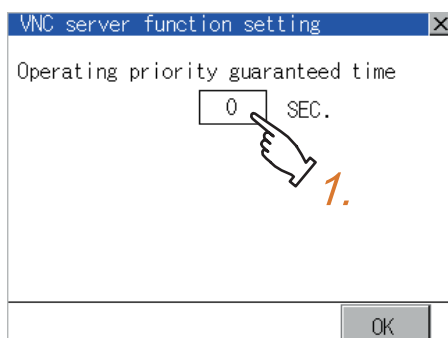 VNC server function setting
Operating priority guaranteed time
0 SEC.
1.
OK